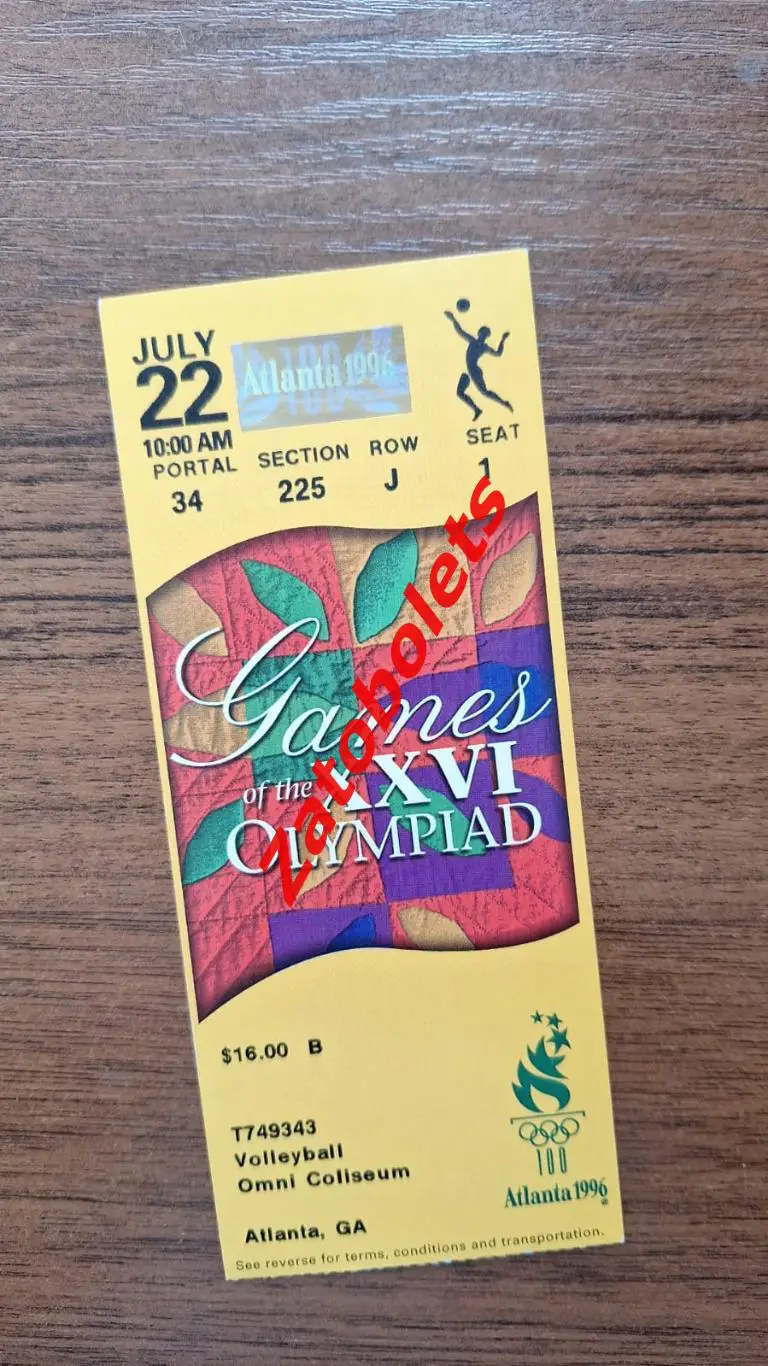 JULY
22
10:00 AM
Atlanta 1996
PORTAL SECTION ROW SEAT
34 225 J 1
Games
of the XXVI
OLYMPIAD
Zatobolets
$16.00 B
T749343
Volleyball
Omni Coliseum
Atlanta, GA
100
Atlanta 1996
See reverse for terms, conditions and transportation.